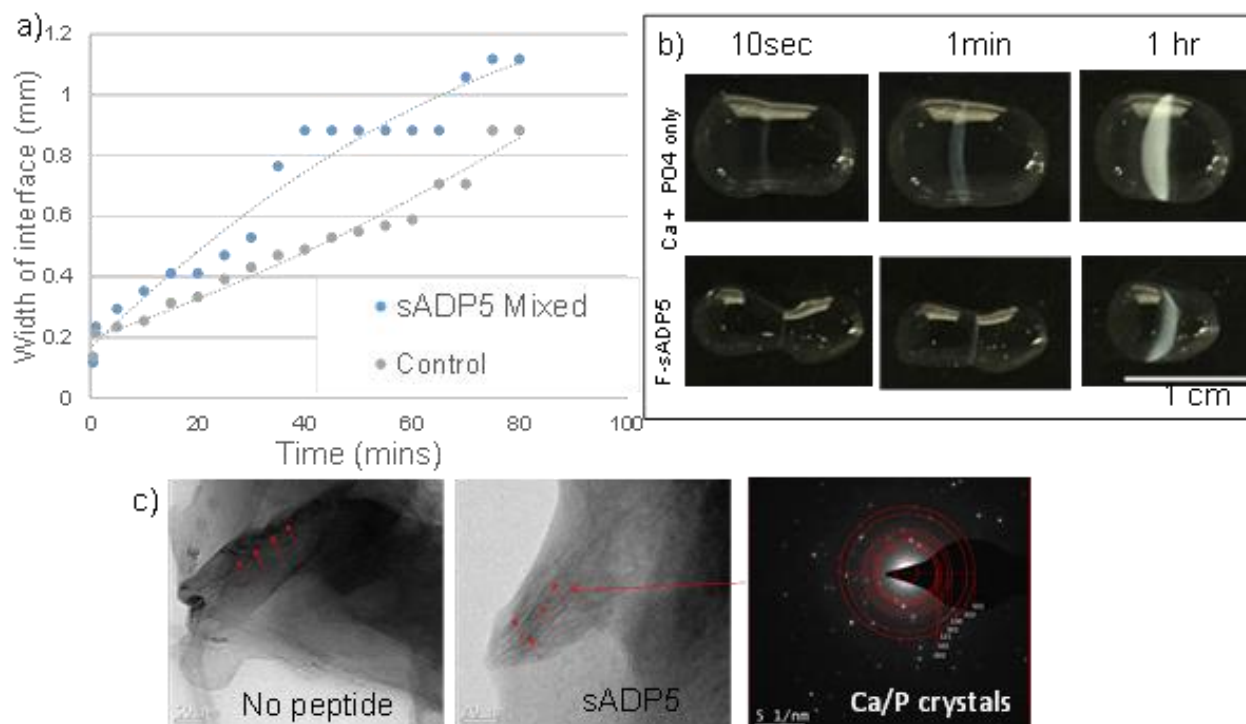 a)
1.2
1
0.8
0.6
0.4
0.2
0
0
20
40
60
80
100
Width of interface (mm)
Time (mins)
sADP5 Mixed
Control
b)
10sec
1min
1 hr
Ca + PO4 only
F-sADP5
1 cm
c)
No peptide
sADP5
Ca/P crystals
5 1/nm